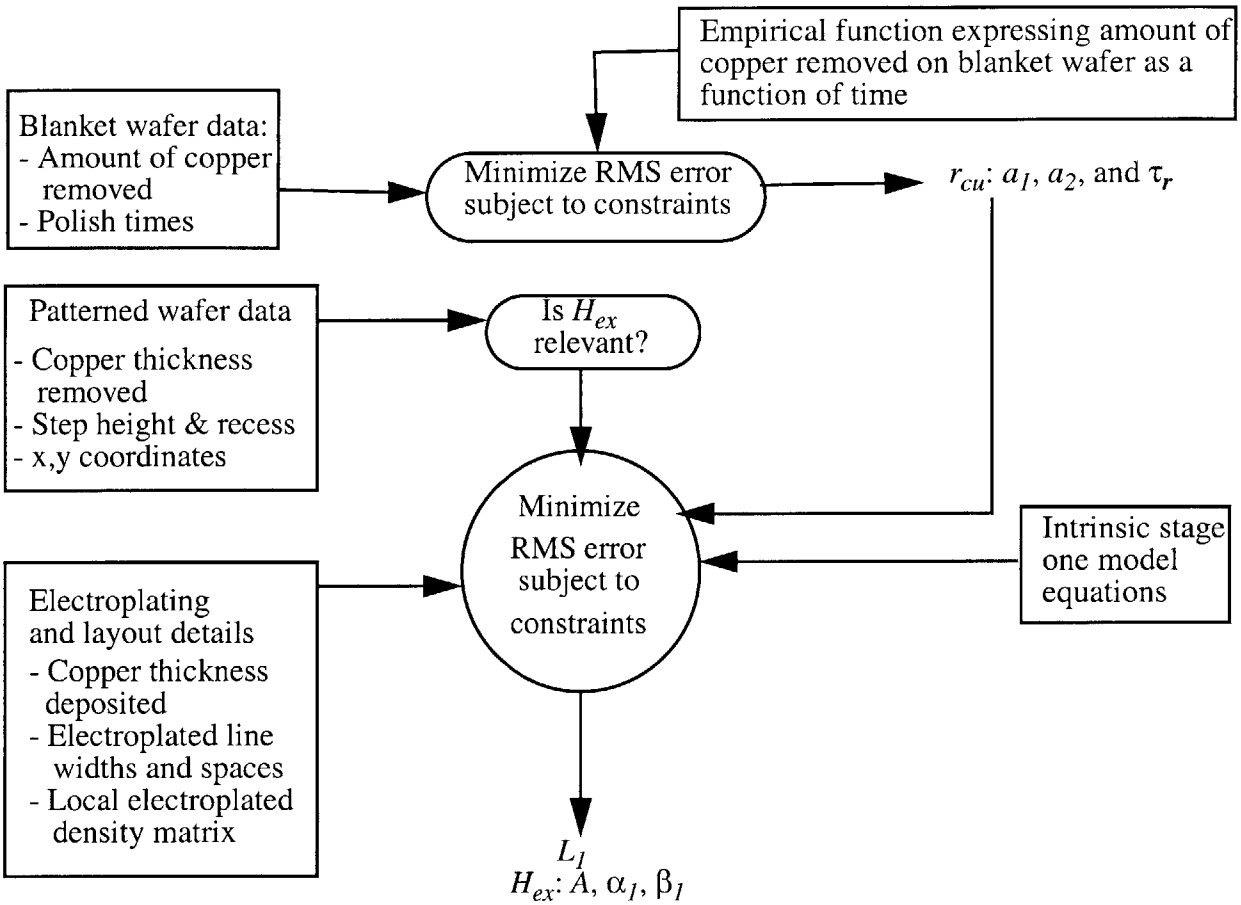 Empirical function expressing amount of
copper removed on blanket wafer as a
function of time
Blanket wafer data:
- Amount of copper
removed
- Polish times
Minimize RMS error
subject to constraints
r_cu: a_1, a_2, and τ_r
Patterned wafer data
- Copper thickness
removed
- Step height & recess
- x,y coordinates
Is H_ex
relevant?
Minimize
RMS error
subject to
constraints
Intrinsic stage
one model
equations
Electroplating
and layout details
- Copper thickness
deposited
- Electroplated line
widths and spaces
- Local electroplated
density matrix
L_1
H_ex: A, α_1, β_1